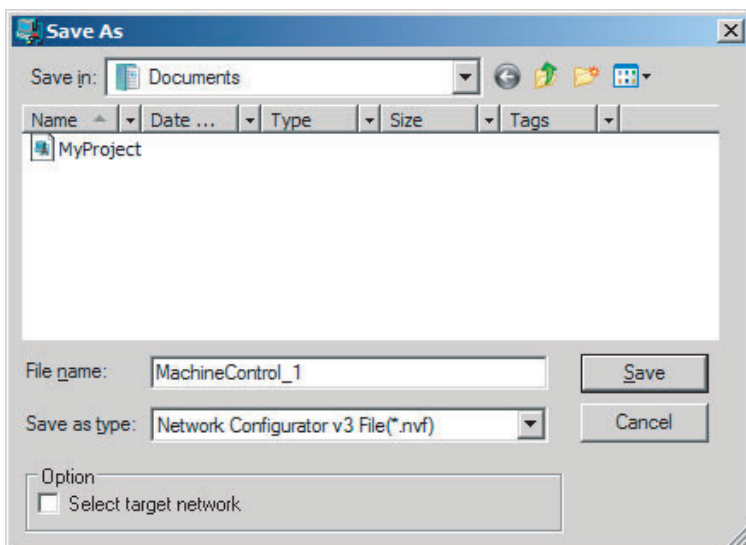 Save As
Save in: Documents
Name Date ... Type Size Tags
MyProject
File name: MachineControl_1 Save
Save as type: Network Configurator v3 File(*.nvf) Cancel
Option
Select target network